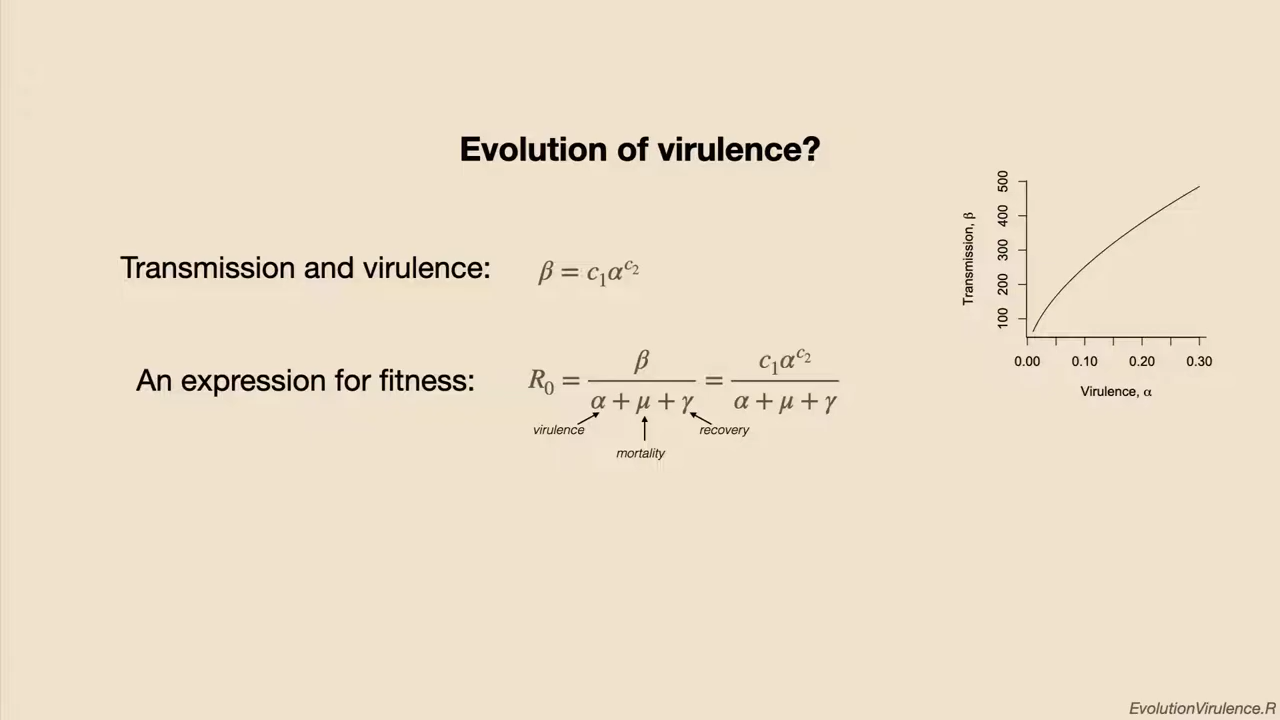 Evolution of virulence?
Transmission and virulence: β = c₁α^c₂
An expression for fitness: R₀ = β / (α + μ + γ) = c₁α^c₂ / (α + μ + γ)
virulence
recovery
mortality
Transmission, β
500
400
300
200
100
0.00 0.10 0.20 0.30
Virulence, α
EvolutionVirulence.R